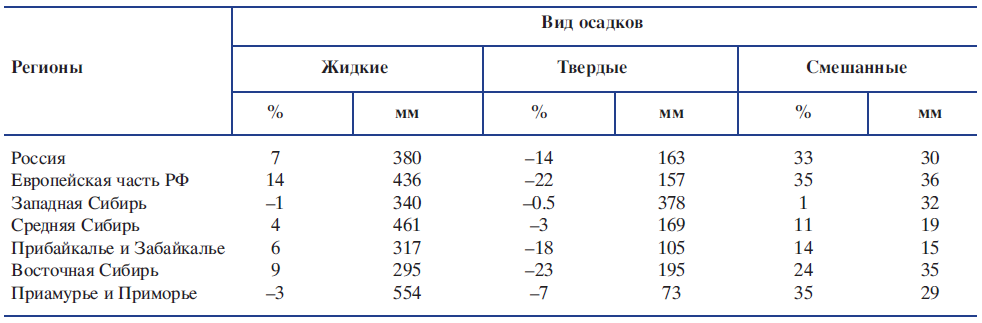 Вид осадков
Регионы Жидкие Твердые Смешанные
% мм % мм % мм
Россия 7 380 –14 163 33 30
Европейская часть РФ 14 436 –22 157 35 36
Западная Сибирь –1 340 –0.5 378 1 32
Средняя Сибирь 4 461 –3 169 11 19
Прибайкалье и Забайкалье 6 317 –18 105 14 15
Восточная Сибирь 9 295 –23 195 24 35
Приамурье и Приморье –3 554 –7 73 35 29